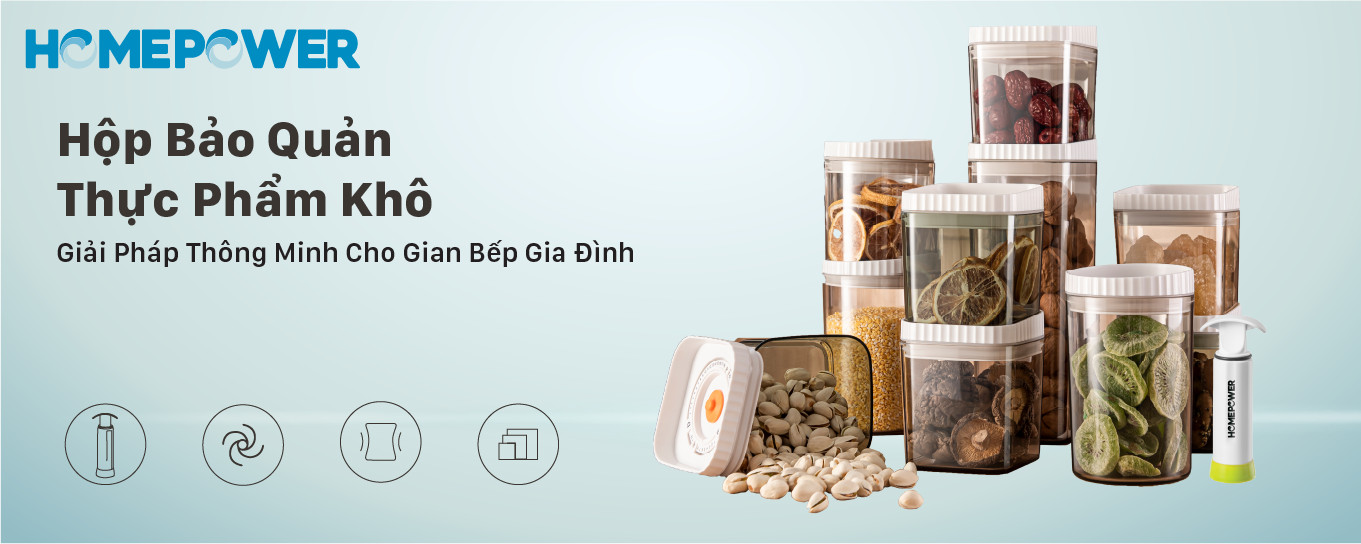 HOMEPOWER
Hộp Bảo Quản
Thực Phẩm Khô
Giải Pháp Thông Minh Cho Gian Bếp Gia Đình
HOMEPOWER